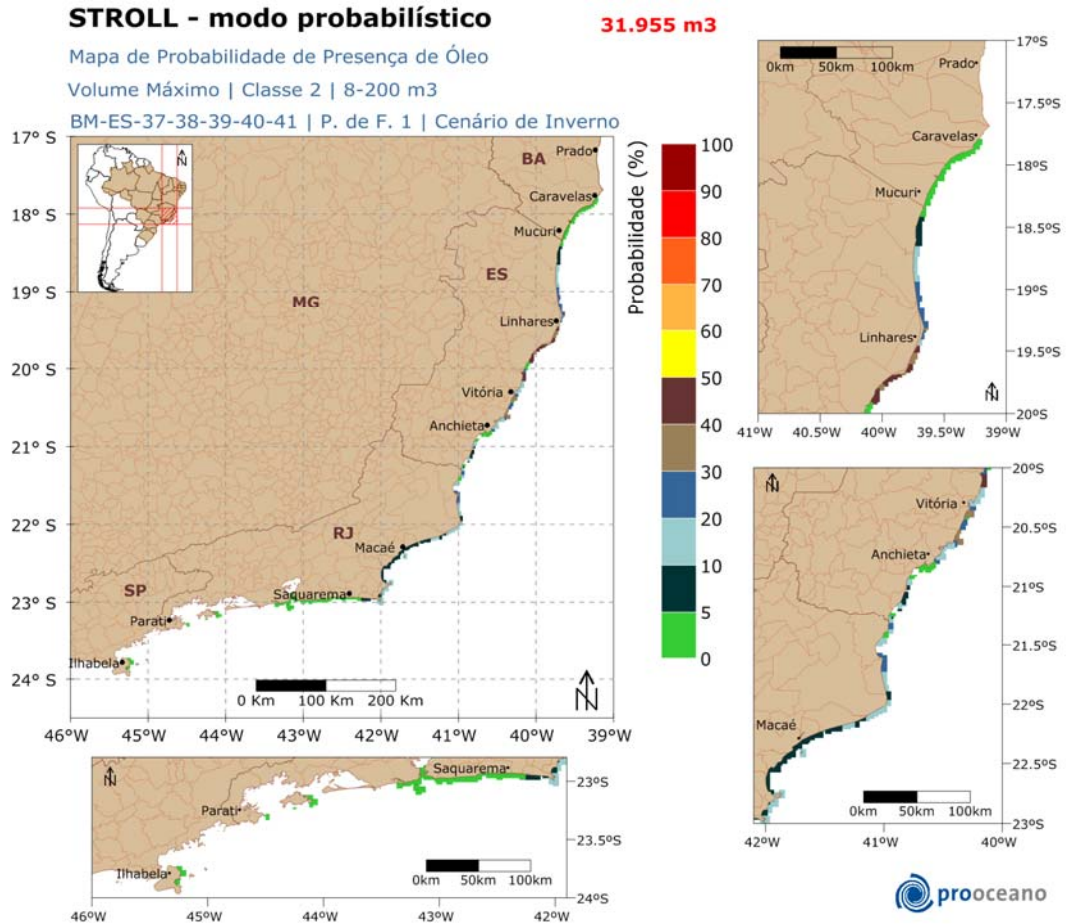 STROLL - modo probabilístico
31.955 m3
Mapa de Probabilidade de Presença de Óleo
Volume Máximo | Classe 2 | 8-200 m3
BM-ES-37-38-39-40-41 | P. de F. 1 | Cenário de Inverno
17° S
18° S
19° S
20° S
21° S
22° S
23° S
24° S
46°W
45°W
44°W
43°W
42°W
41°W
40°W
39°W
N
BA
Prado
Caravelas
Mucuri
ES
MG
Linhares
Vitória
Anchieta
RJ
Macaé
SP
Saquarema
Parati
Ilhabela
0 Km
100 Km
200 Km
N
Probabilidade (%)
100
90
80
70
60
50
40
30
20
10
5
0
0km
50km
100km
Prado
Caravelas
Mucuri
Linhares
N
17°S
17.5°S
18°S
18.5°S
19°S
19.5°S
20°S
41°W
40.5°W
40°W
39.5°W
39°W
N
Vitória
Anchieta
Macaé
0km
50km
100km
20°S
20.5°S
21°S
21.5°S
22°S
22.5°S
23°S
42°W
41°W
40°W
N
Saquarema
Parati
Ilhabela
0km
50km
100km
23°S
23.5°S
24°S
46°W
45°W
44°W
43°W
42°W
prooceano